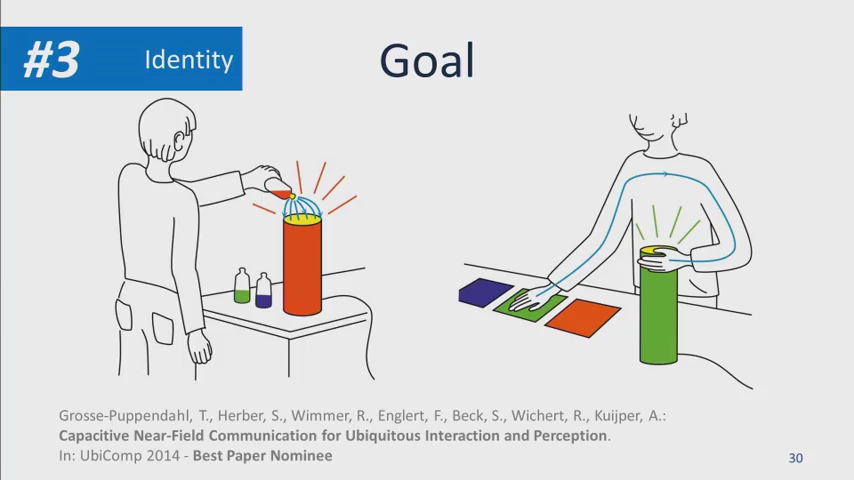 #3 Identity
Goal
Grosse-Puppendahl, T., Herber, S., Wimmer, R., Englert, F., Beck, S., Wichert, R., Kuijper, A.:
Capacitive Near-Field Communication for Ubiquitous Interaction and Perception.
In: UbiComp 2014 - Best Paper Nominee
30